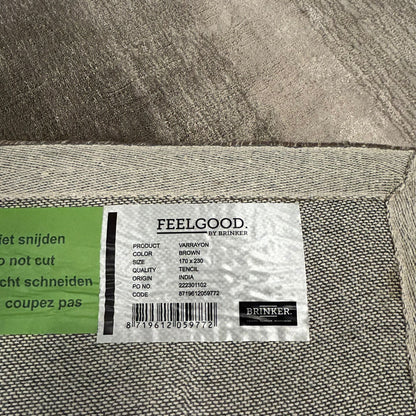 iet snijden
o not cut
cht schneiden
coupez pas
FEELGOOD.
BY BRINKER
PRODUCT VARRAYON
COLOR BROWN
SIZE 170 x 230
QUALITY TENCIL
ORIGIN INDIA
PO NO. 222301102
CODE 8719612059772
8 719612 059772
BRINKER